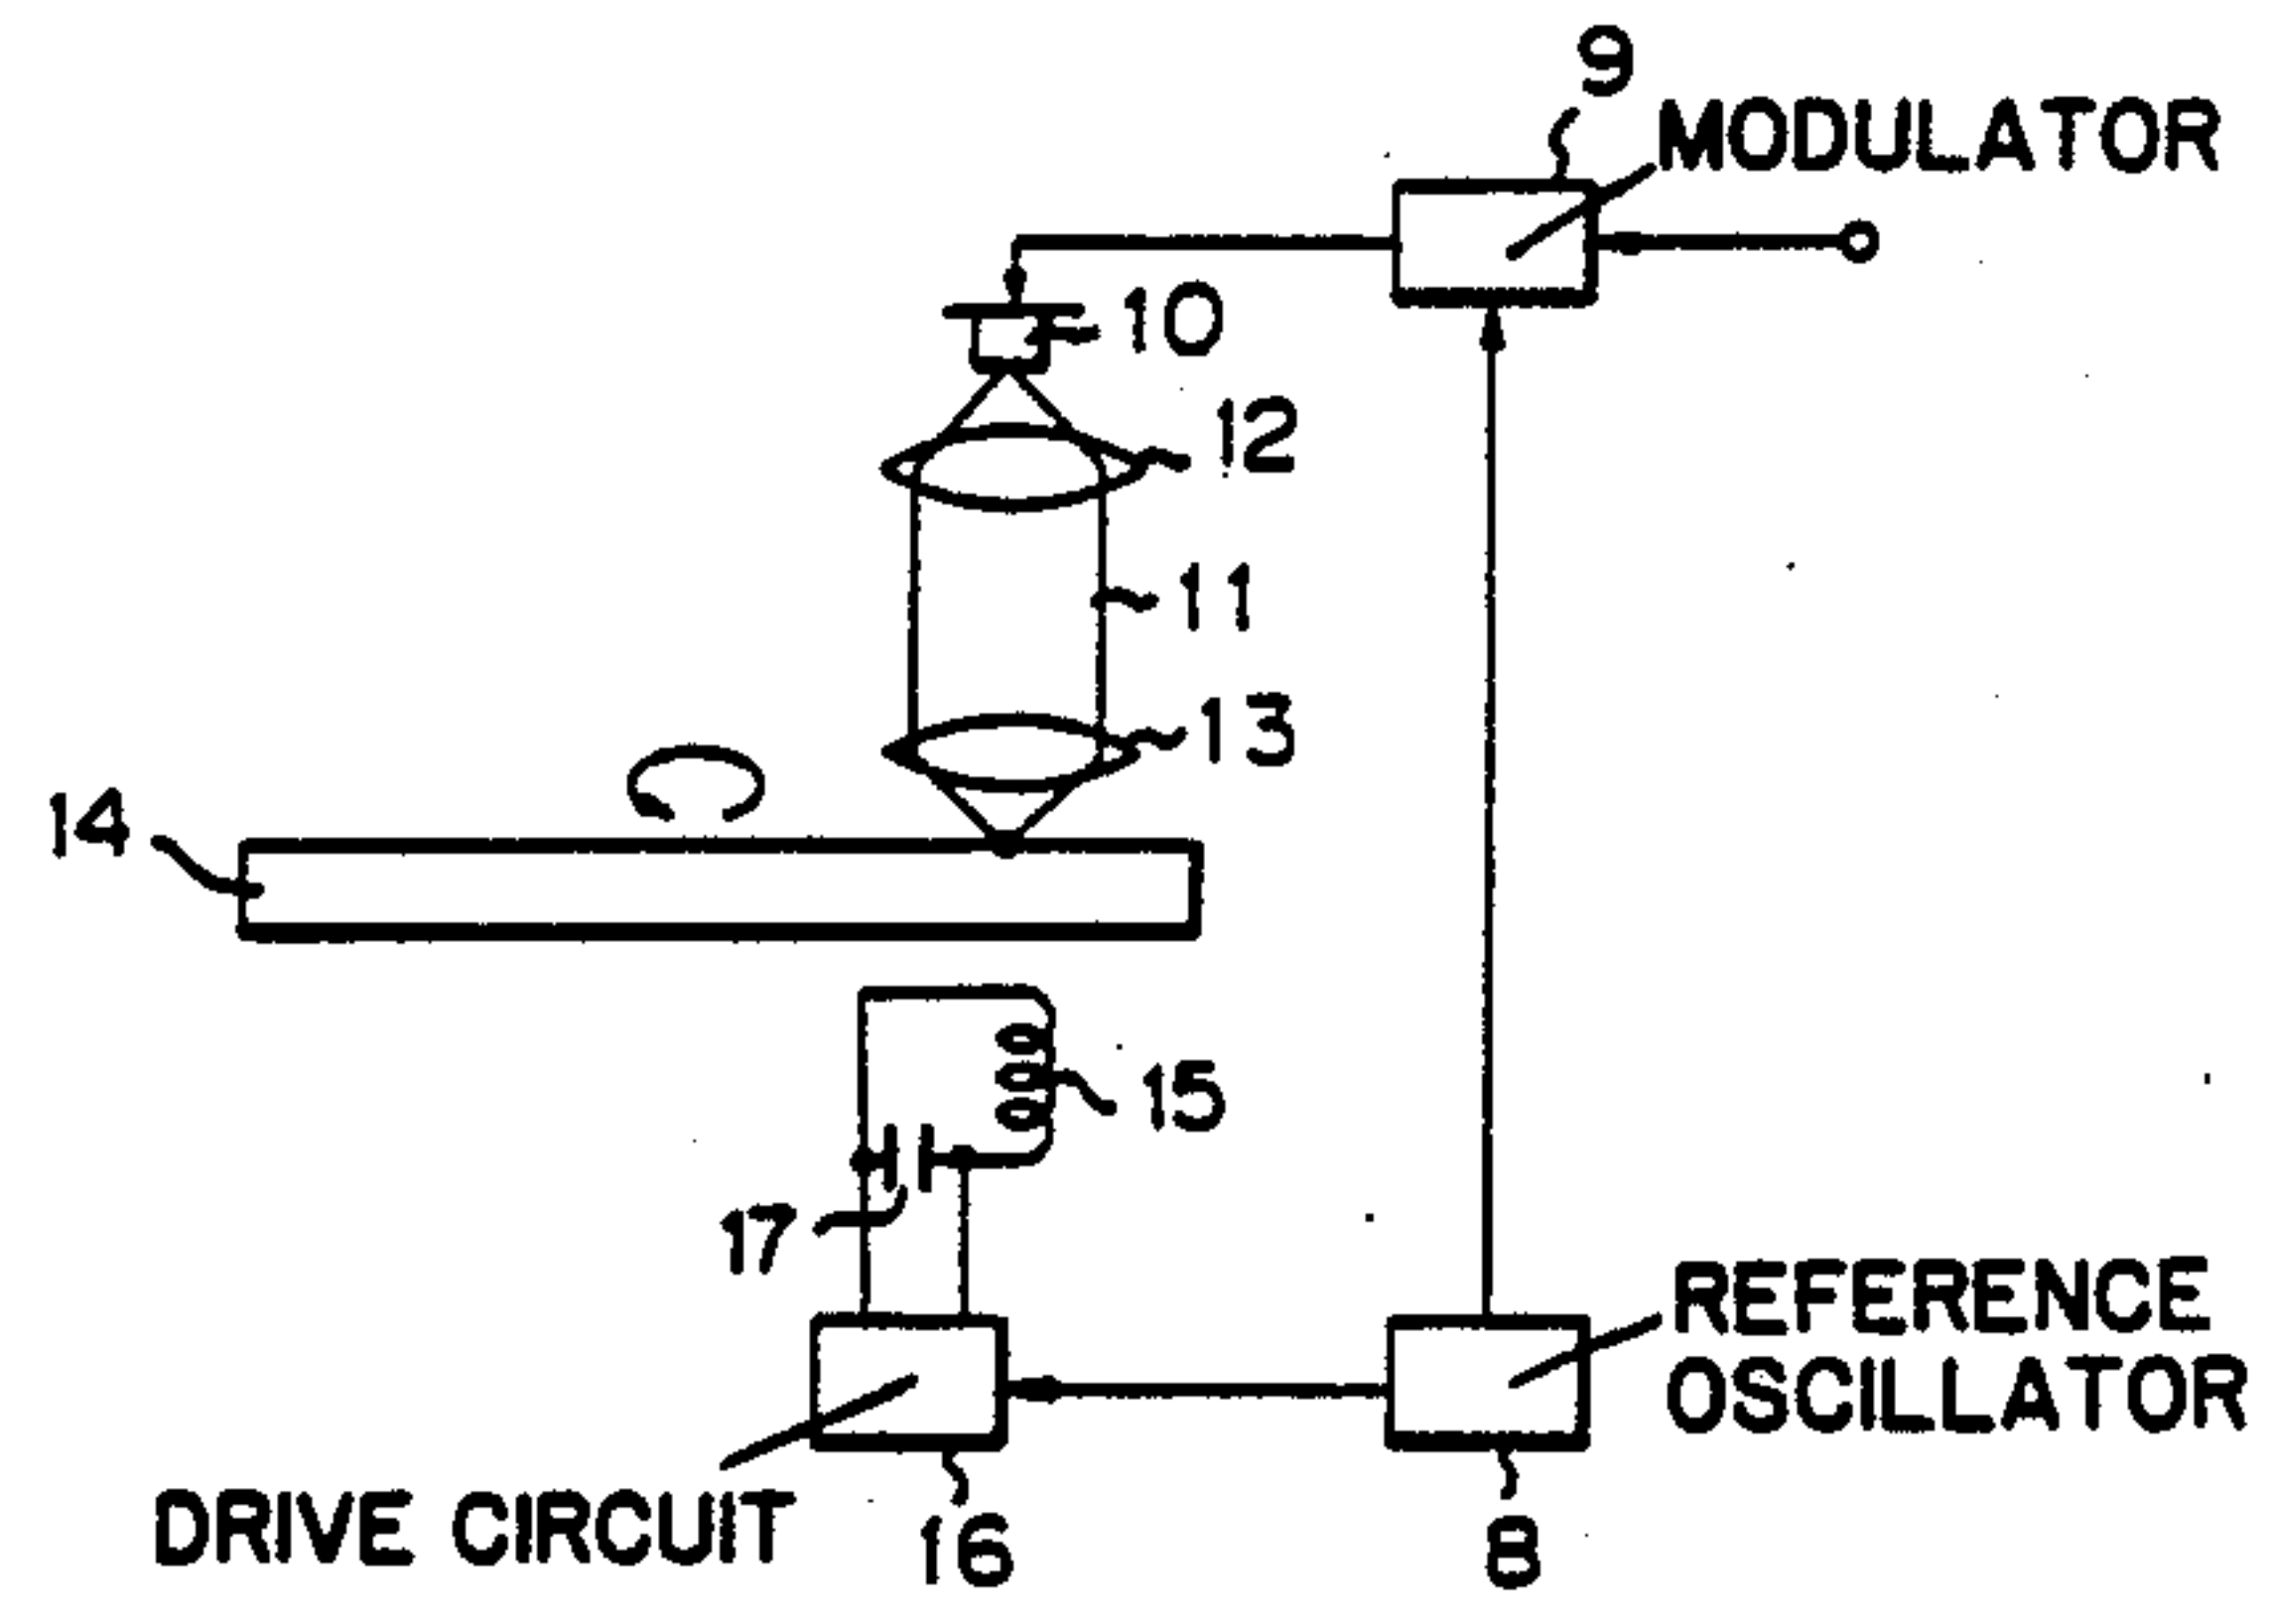 9
MODULATOR
10
12
11
13
14
15
17
REFERENCE
OSCILLATOR
DRIVE CIRCUIT
16
8